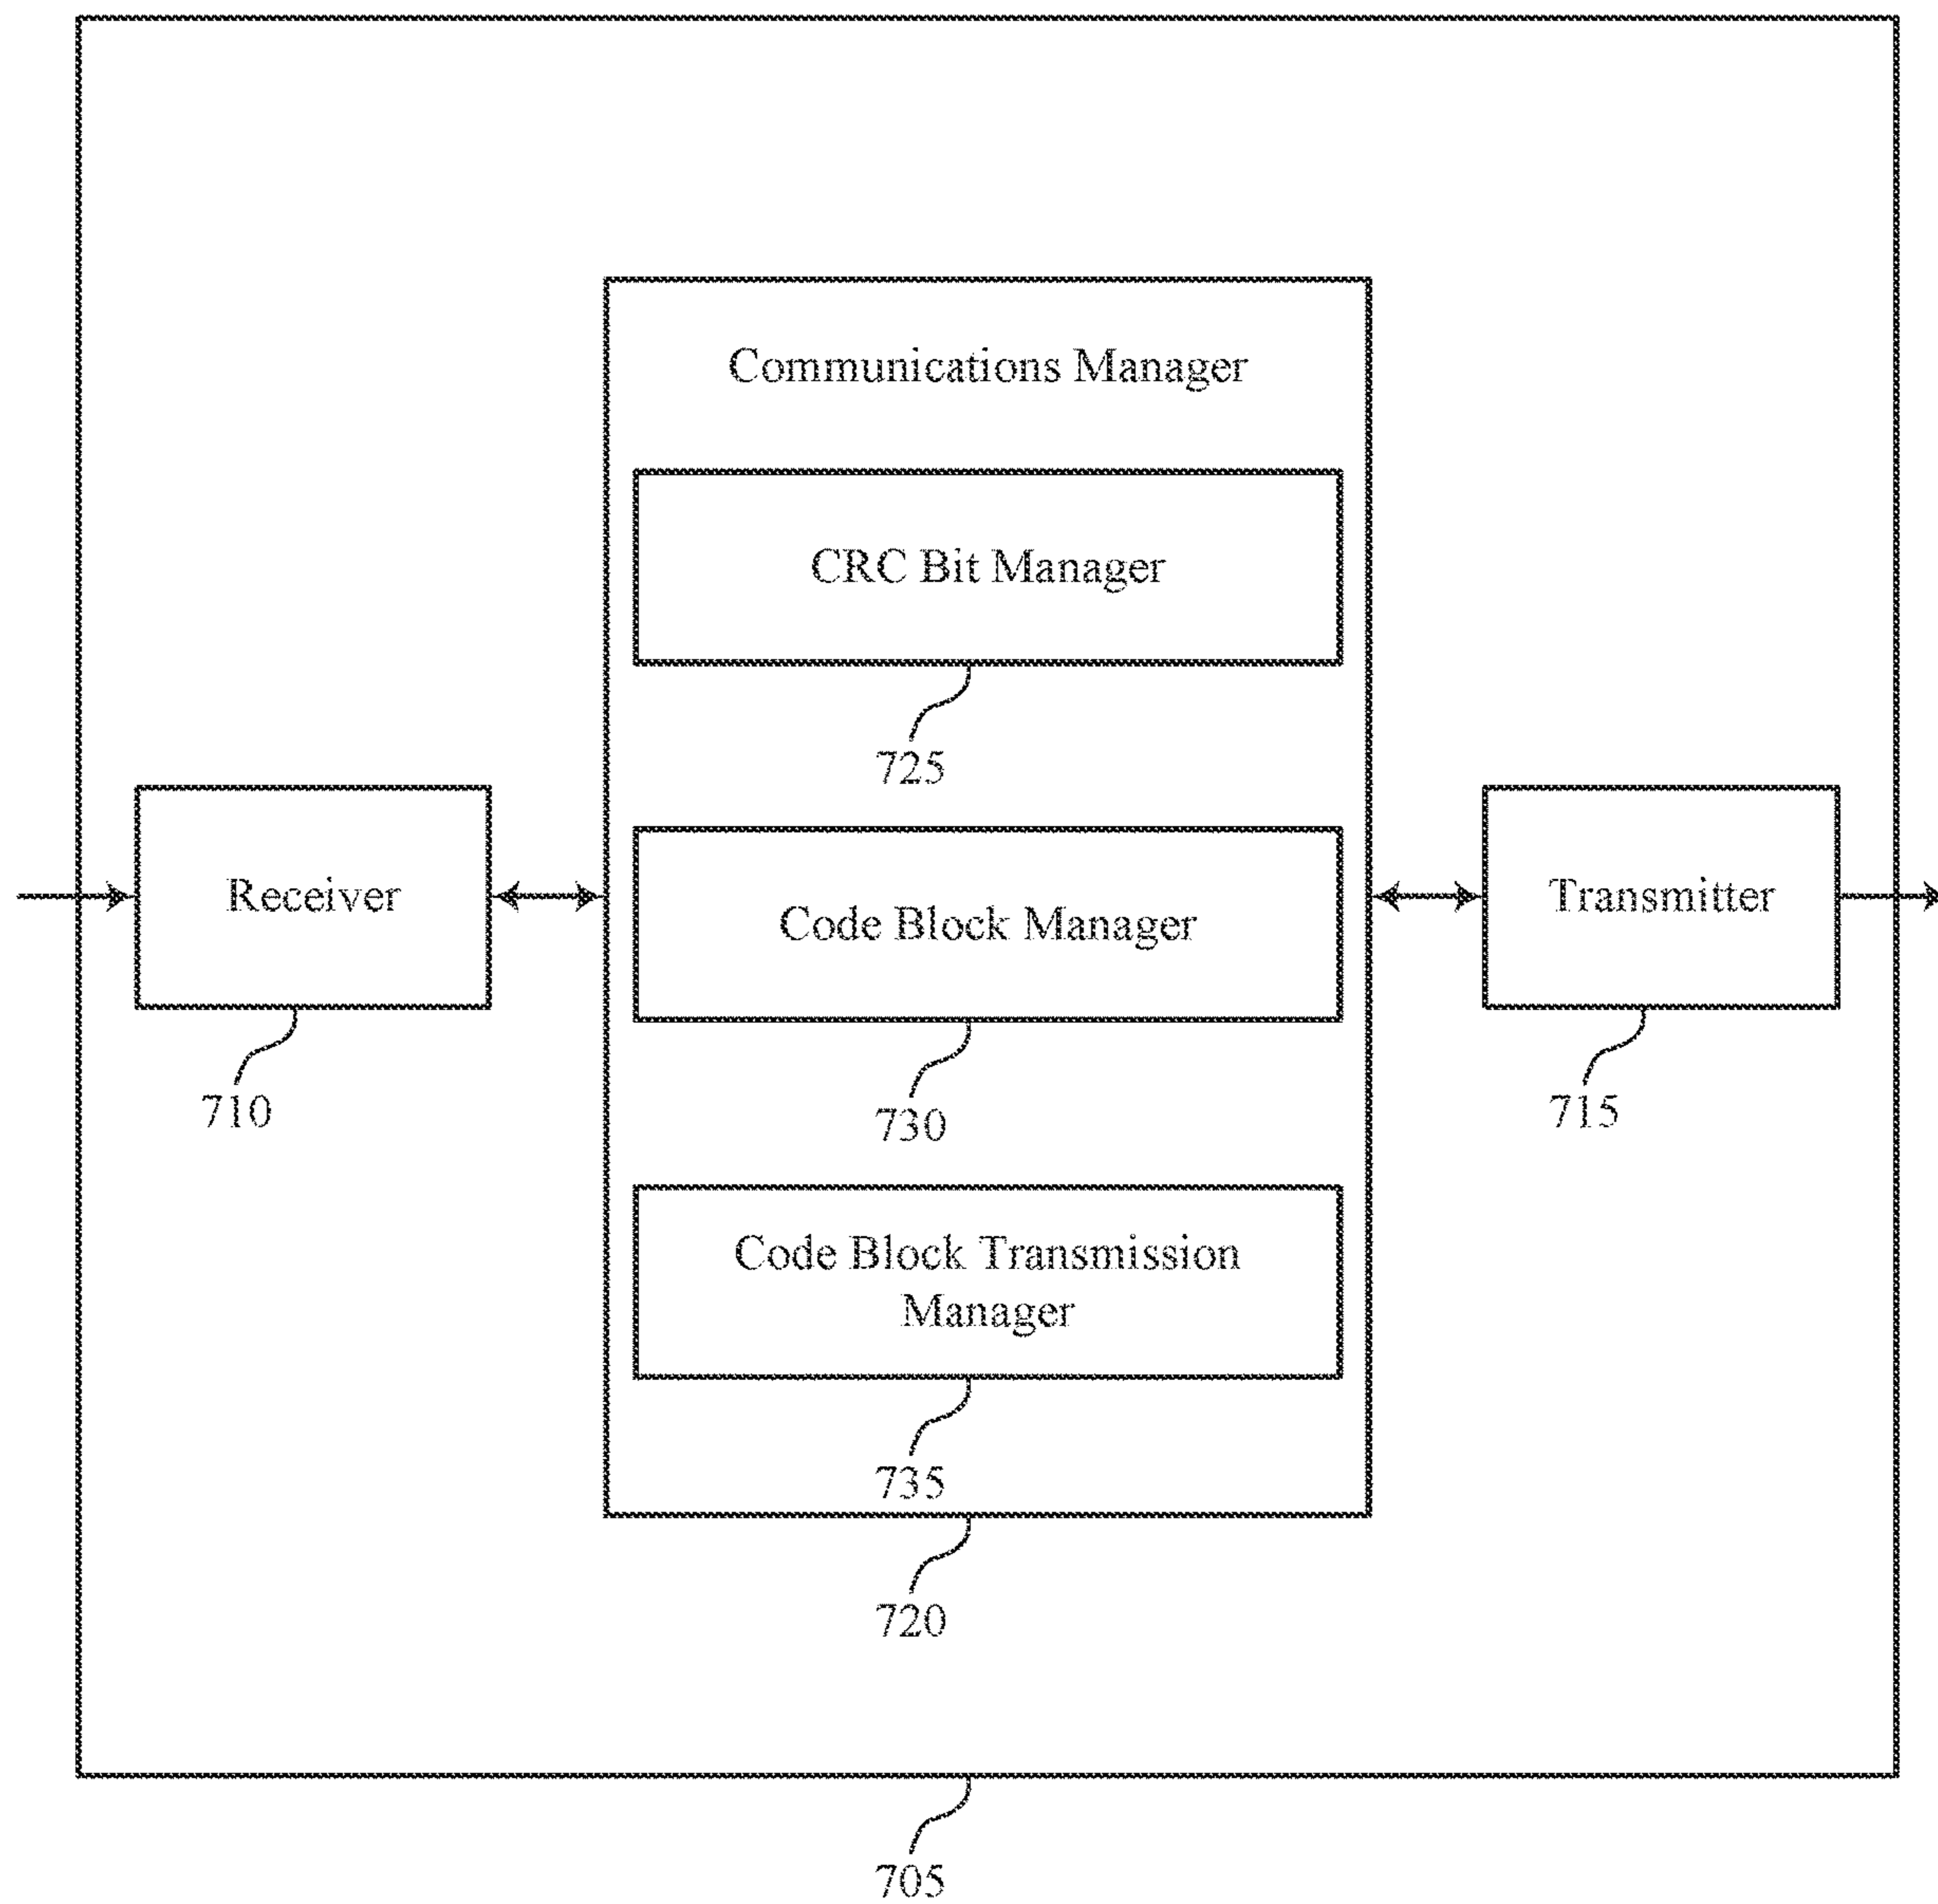 Communications Manager
CRC Bit Manager
725
Receiver
710
Code Block Manager
730
Transmitter
715
Code Block Transmission
Manager
735
720
705